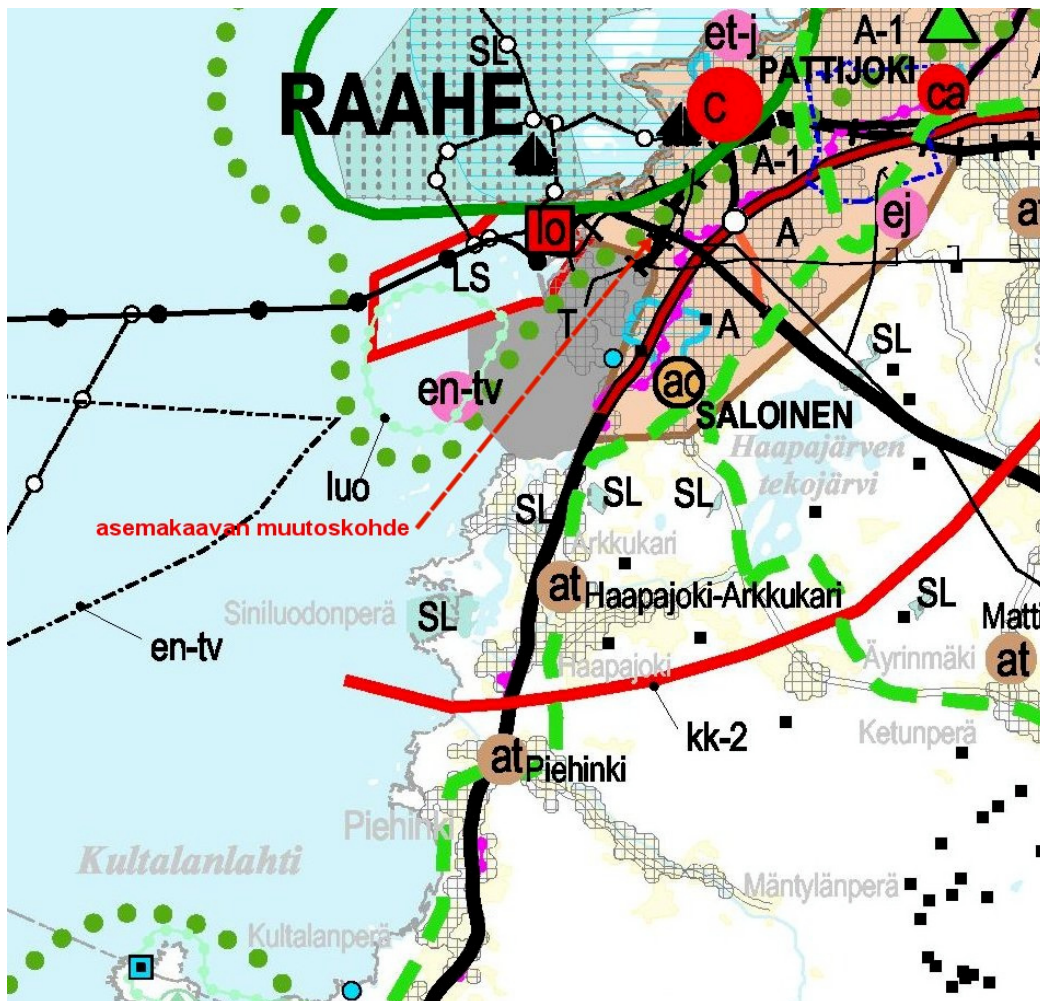 et-j
A-1
SL
PATTIJOKI
RAAHE
C
ca
A-1
lo
A
ej
at
LS
T
A
SL
en-tv
ac
SALOINEN
Haapajärven
tekojärvi
luo
SL
SL
SL
asemakaavan muutoskohde
Arkkukari
at
Haapajoki-Arkkukari
SL
Siniluodonperä
SL
Matti
en-tv
Haapajoki
Äyrinmäki
at
kk-2
Ketunperä
at
Piehinki
Piehinki
Kultalanlahti
Mäntylänperä
Kultalanperä